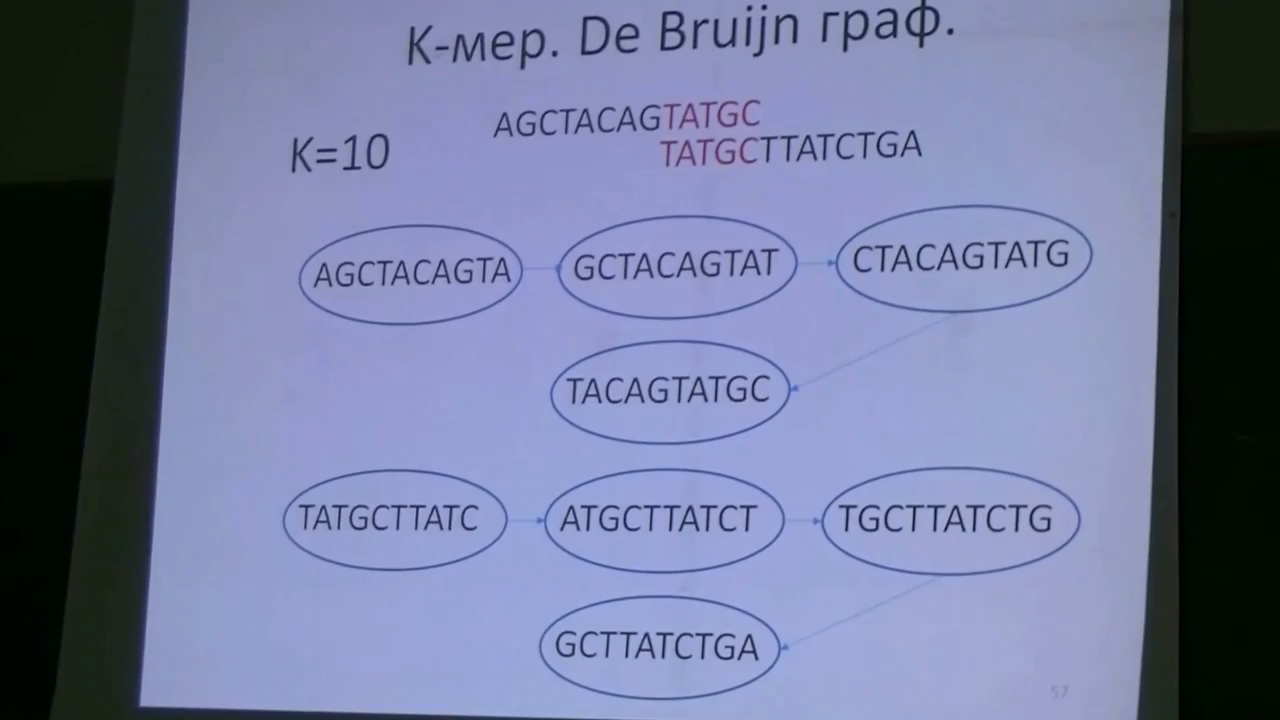 К-мер. De Bruijn граф.
AGCTACAGTATGC
K=10
TATGCTTATCTGA
AGCTACAGTA GCTACAGTAT CTACAGTATG
TACAGTATGC
TATGCTTATC ATGCTTATCT TGCTTATCTG
GCTTATCTGA
57